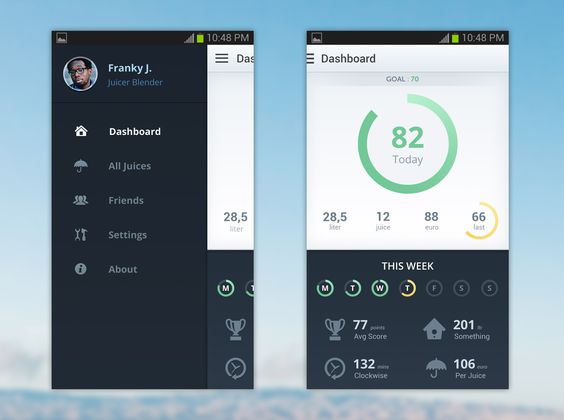 10:48 PM
Franky J.
Juicer Blender
Dashboard
All Juices
Friends
Settings
About
Das
28,5
liter
M T
10:48 PM
Dashboard
GOAL : 70
82
Today
28,5 12 88 66
liter juice euro last
THIS WEEK
M T W T F S S
77 points
Avg Score
201 ltr
Something
132 mins
Clockwise
106 euro
Per Juice